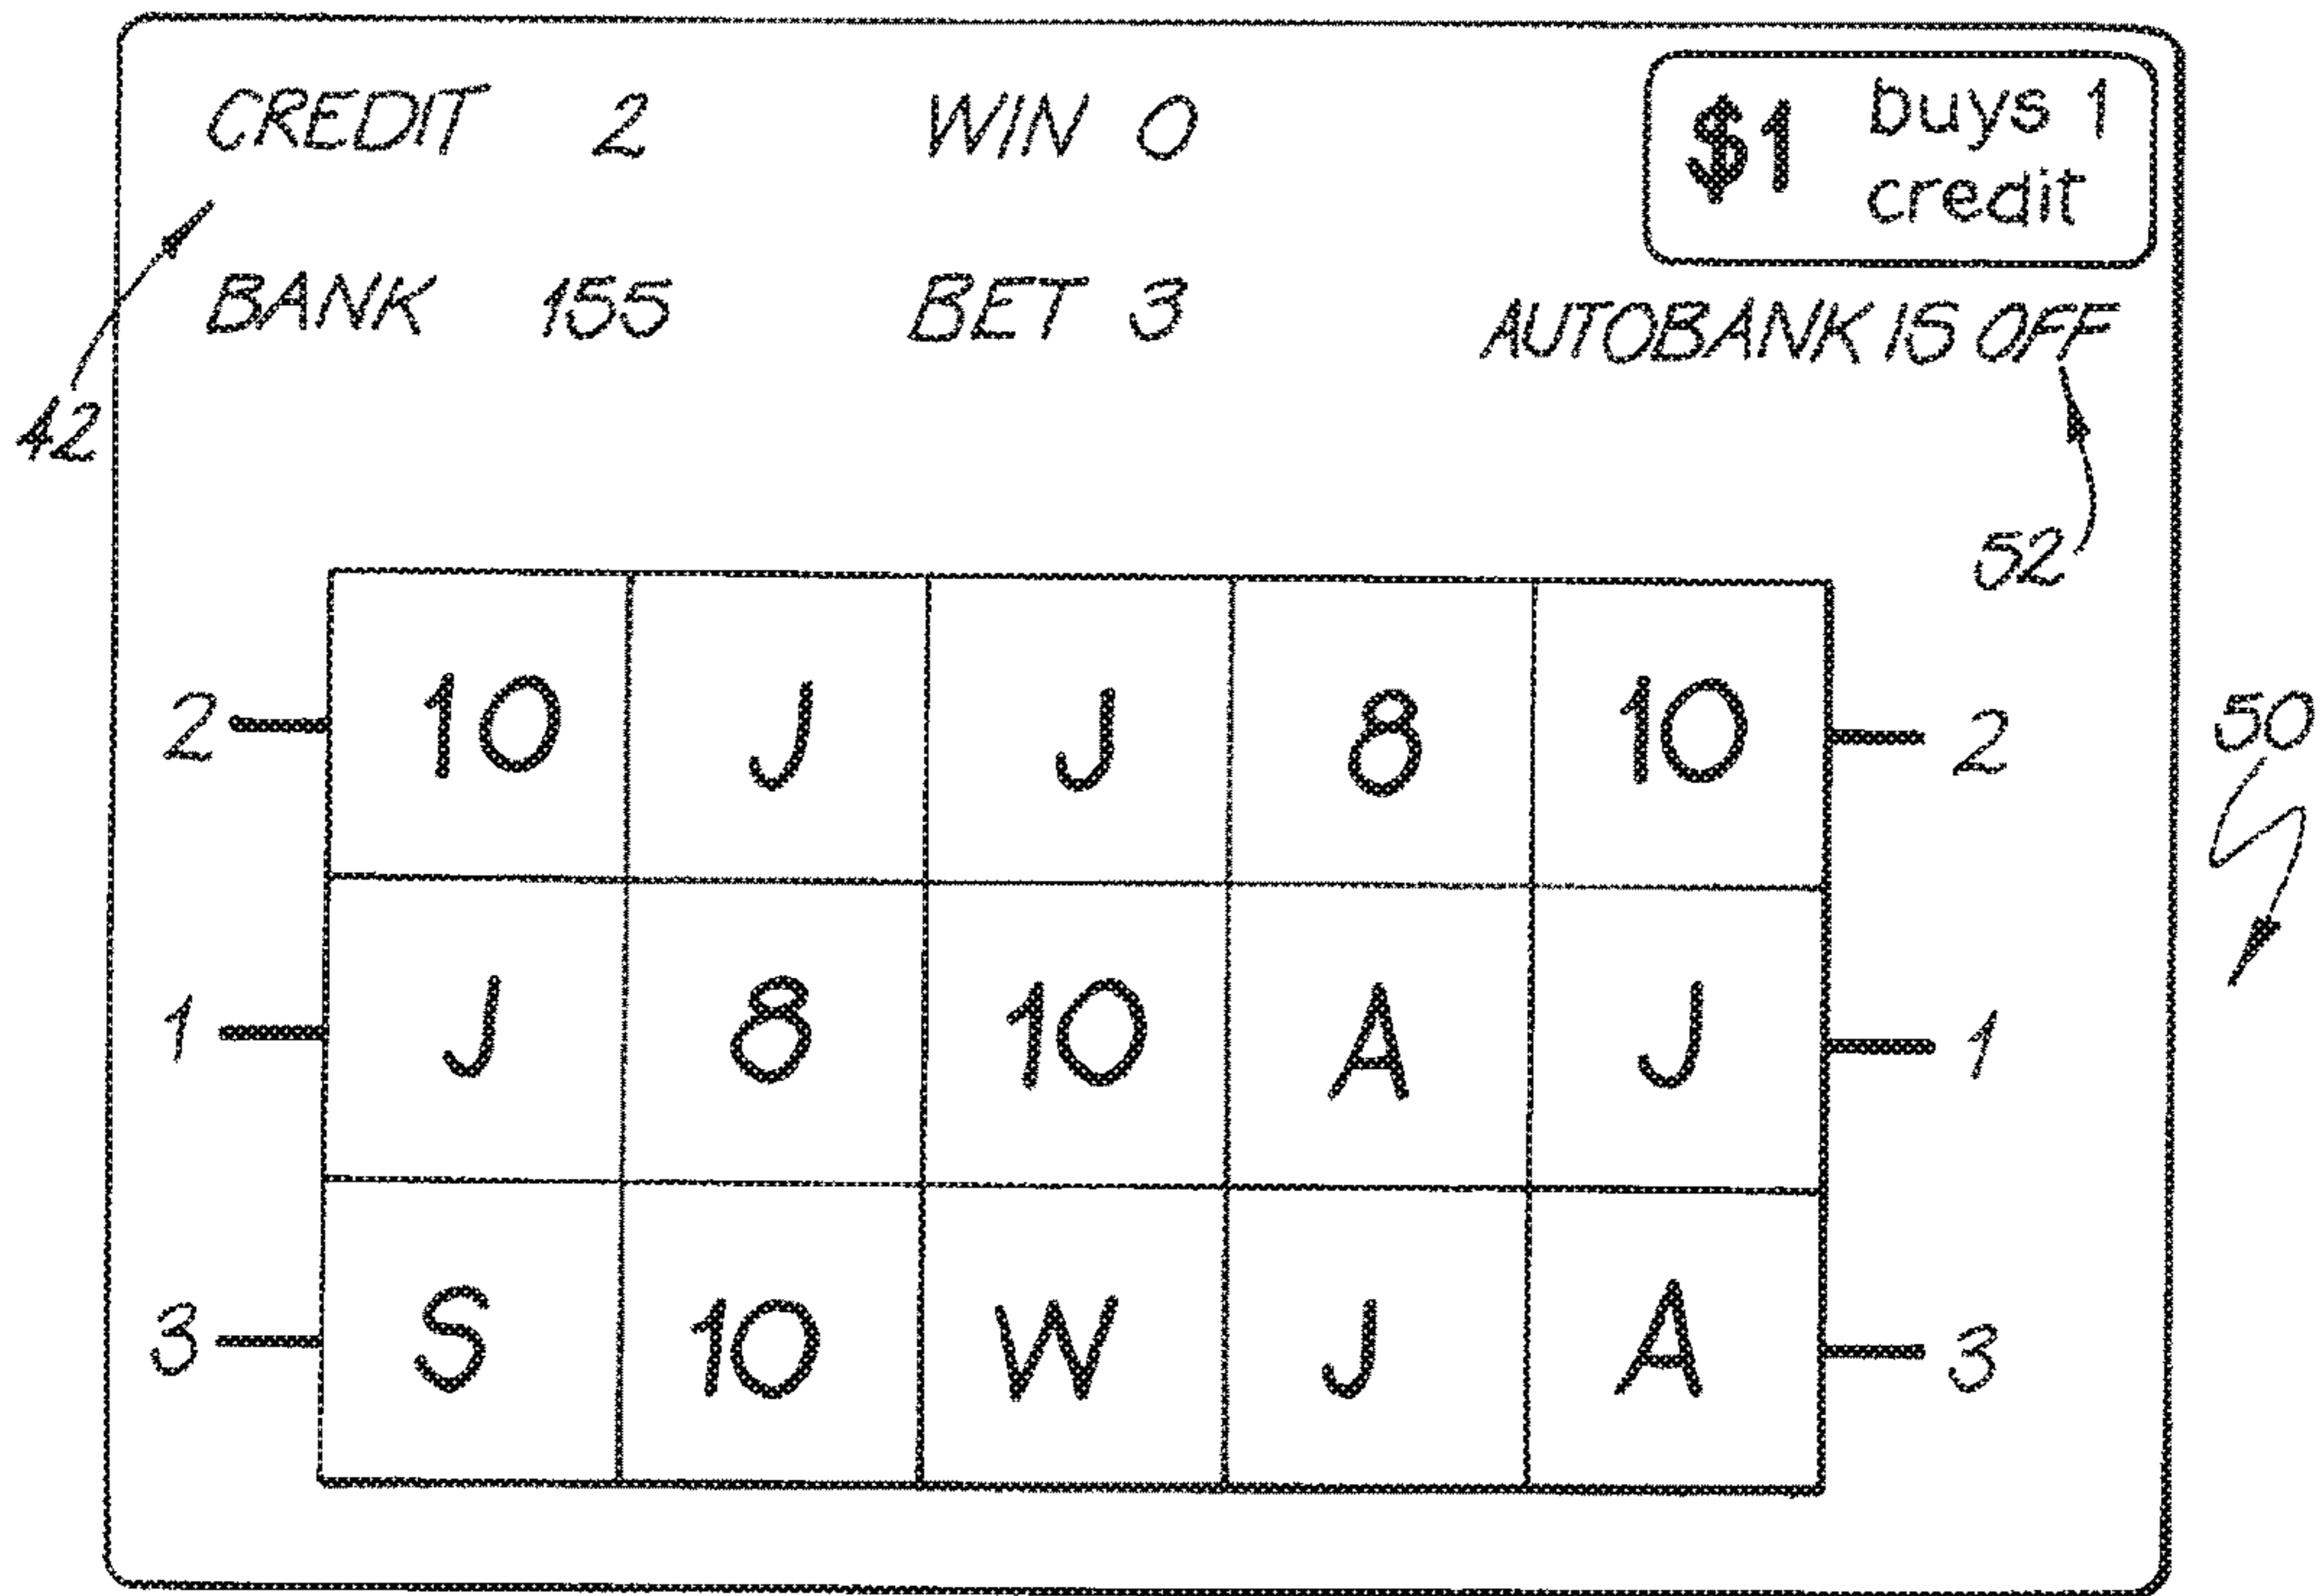 CREDIT 2 WIN 0 $1 buys 1
credit
BANK 155 BET 3 AUTOBANK IS OFF
42
52
2 10 J J 8 10 2
50
1 J 8 10 A J 1
3 S 10 W J A 3